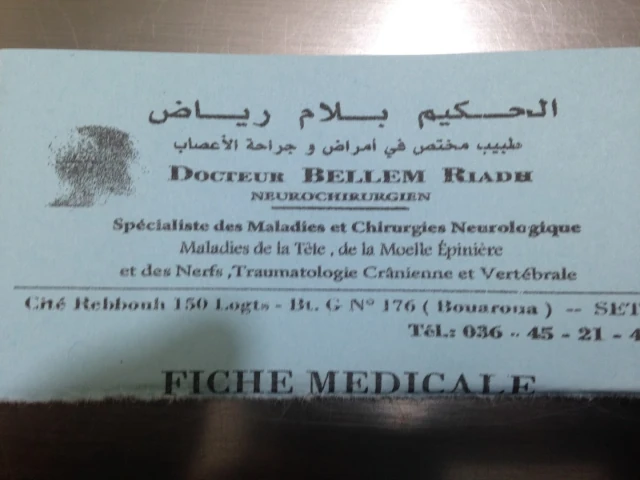 الحكيم بلام رياض
طبيب مختص في أمراض و جراحة الأعصاب
DOCTEUR BELLEM RIADH
NEUROCHIRURGIEN
Spécialiste des Maladies et Chirurgies Neurologique
Maladies de la Tête , de la Moelle Épinière
et des Nerfs ,Traumatologie Crânienne et Vertébrale
Cité Rebbouh 150 Logts - Bt. G N° 176 ( Bouaroua ) -- SET
TéL.: 036 - 45 - 21 - 4
FICHE MEDICALE